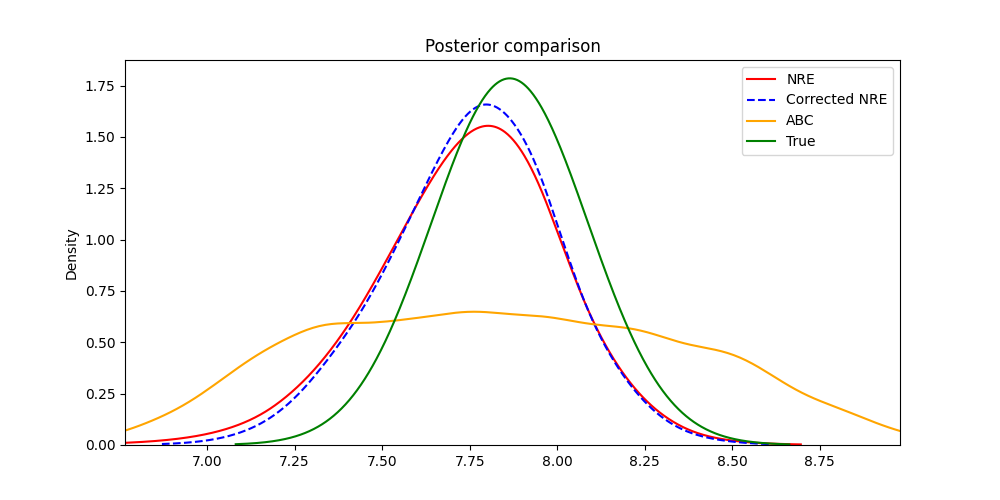 Posterior comparison
NRE
Corrected NRE
ABC
True
Density
1.75
1.50
1.25
1.00
0.75
0.50
0.25
0.00
7.00 7.25 7.50 7.75 8.00 8.25 8.50 8.75